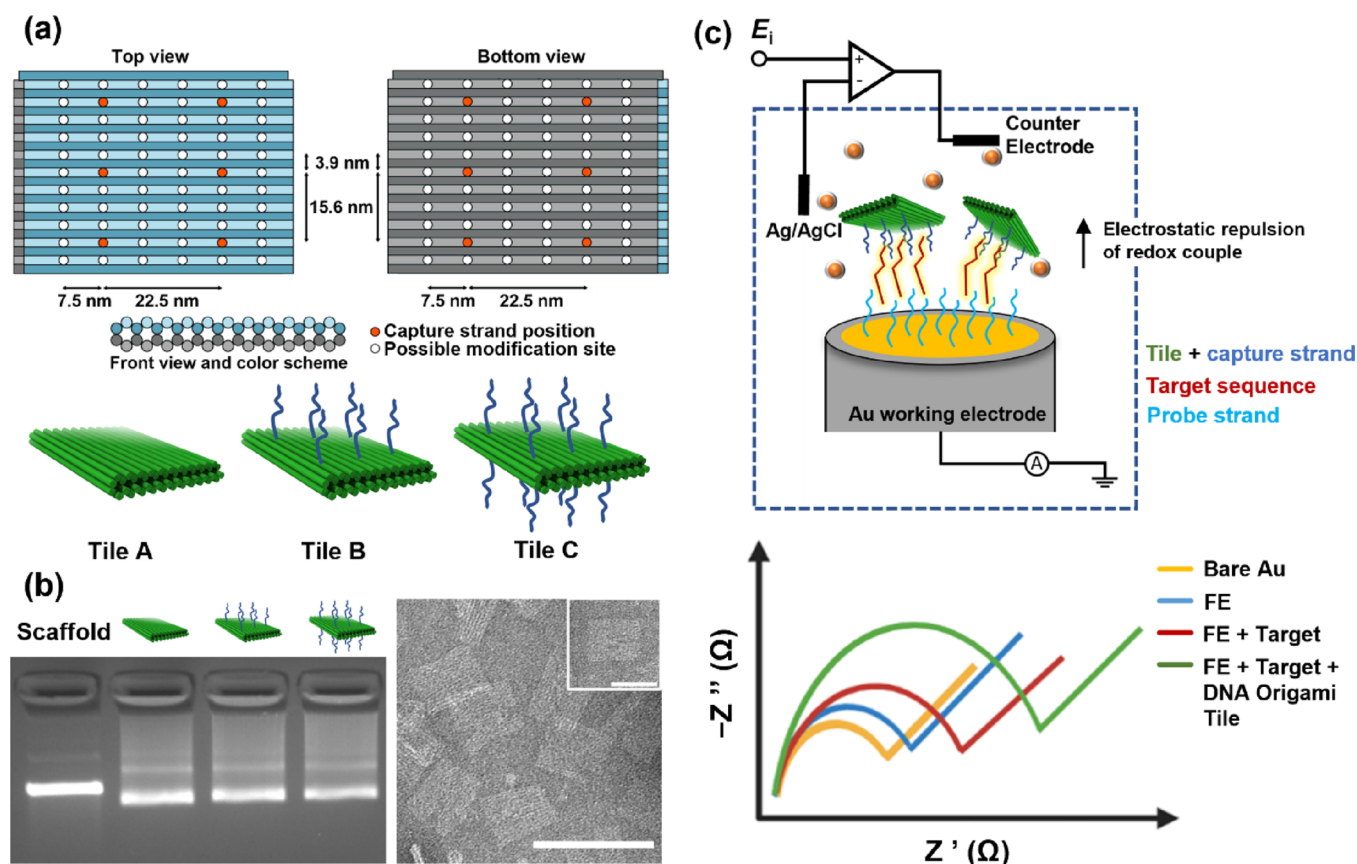 (a)
Top view
Bottom view
3.9 nm
15.6 nm
7.5 nm
22.5 nm
7.5 nm
22.5 nm
Front view and color scheme
Capture strand position
Possible modification site
Tile A
Tile B
Tile C
(b)
Scaffold
(c)
Ei
+
-
Counter
Electrode
Ag/AgCl
Electrostatic repulsion
of redox couple
Au working electrode
A
Tile + capture strand
Target sequence
Probe strand
−Z" (Ω)
Z ' (Ω)
Bare Au
FE
FE + Target
FE + Target +
DNA Origami
Tile